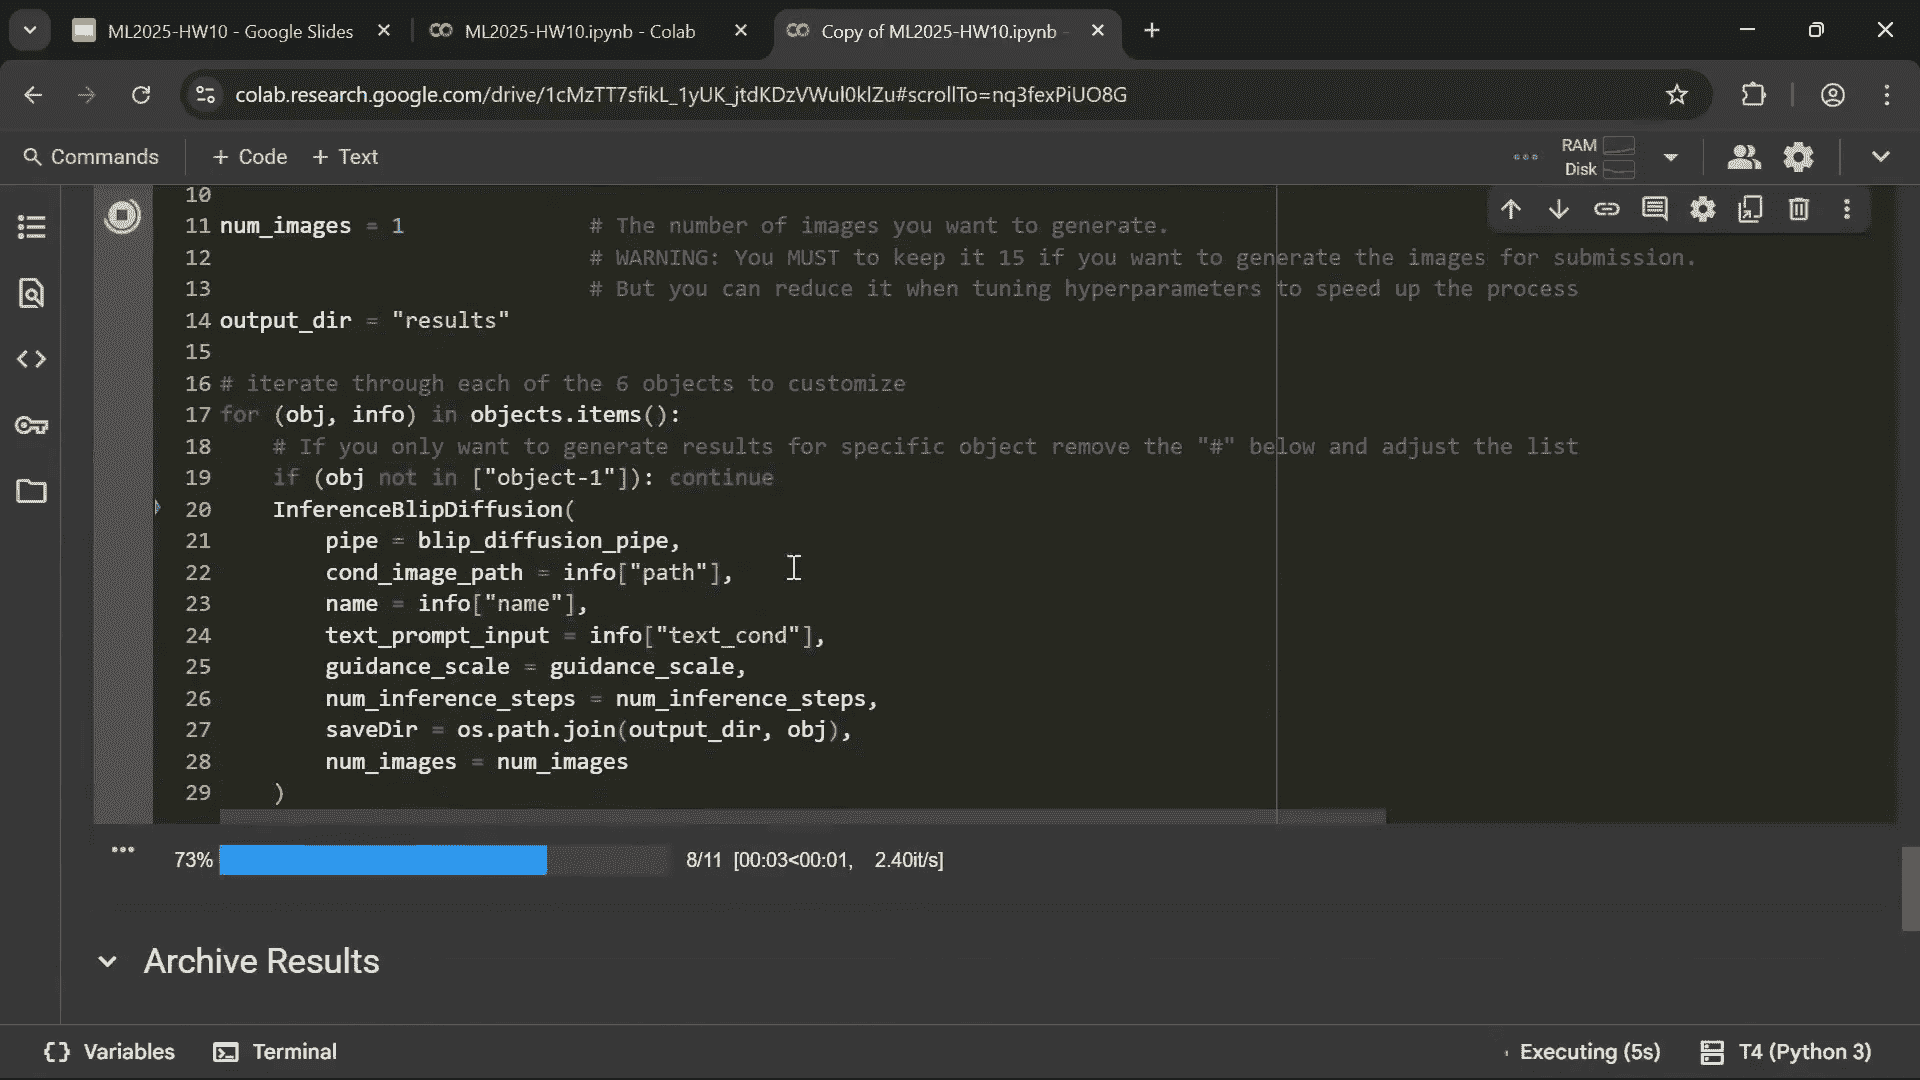 ML2025-HW10 - Google Slides
ML2025-HW10.ipynb - Colab
Copy of ML2025-HW10.ipynb -
colab.research.google.com/drive/1cMzTT7sfikL_1yUK_jtdKDzVWul0klZu#scrollTo=nq3fexPiUO8G
Commands + Code + Text
RAM
Disk
10
11 num_images = 1 # The number of images you want to generate.
12 # WARNING: You MUST to keep it 15 if you want to generate the images for submission.
13 # But you can reduce it when tuning hyperparameters to speed up the process
14 output_dir = "results"
15
16 # iterate through each of the 6 objects to customize
17 for (obj, info) in objects.items():
18 # If you only want to generate results for specific object remove the "#" below and adjust the list
19 if (obj not in ["object-1"]): continue
20 InferenceBlipDiffusion(
21 pipe = blip_diffusion_pipe,
22 cond_image_path = info["path"],
23 name = info["name"],
24 text_prompt_input = info["text_cond"],
25 guidance_scale = guidance_scale,
26 num_inference_steps = num_inference_steps,
27 saveDir = os.path.join(output_dir, obj),
28 num_images = num_images
29 )
73% 8/11 [00:03<00:01, 2.40it/s]
Archive Results
Variables Terminal Executing (5s) T4 (Python 3)